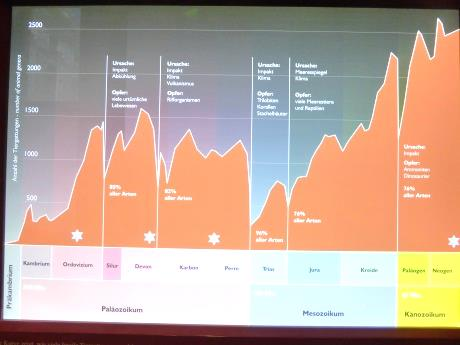 Anzahl der Tiergattungen - number of animal genera
2500
2000
1500
1000
500
Ursache:
Impakt
Abkühlung
Opfer:
viele urtümliche
Lebewesen
85%
aller Arten
Ursache:
Impakt
Klima
Vulkanismus
Opfer:
Rifforganismen
82%
aller Arten
Ursache:
Impakt
Klima
Opfer:
Trilobiten
Korallen
Stachelhäuter
96%
aller Arten
Ursache:
Meeresspiegel
Klima
Opfer:
viele Meerestiere
und Reptilien
76%
aller Arten
Ursache:
Impakt
Opfer:
Ammoniten
Dinosaurier
76%
aller Arten
Präkambrium
Kambrium
Ordovizium
Silur
Devon
Karbon
Perm
Trias
Jura
Kreide
Paläogen
Neogen
Paläozoikum
Mesozoikum
Kanozoikum